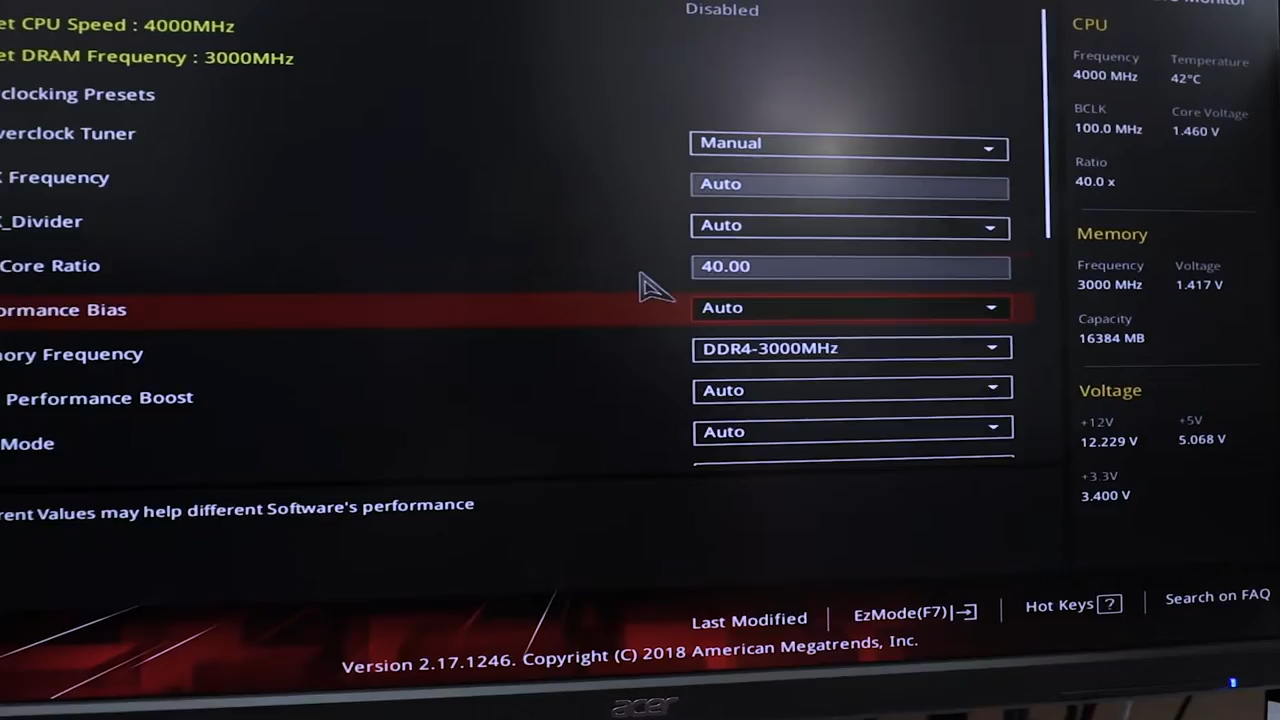 et CPU Speed : 4000MHz
et DRAM Frequency : 3000MHz
Disabled
clocking Presets
verclock Tuner
Manual
Frequency
Auto
_Divider
Auto
Core Ratio
40.00
ormance Bias
Auto
ory Frequency
DDR4-3000MHz
Performance Boost
Auto
Mode
Auto
rent Values may help different Software's performance
Monitor
CPU
Frequency Temperature
4000 MHz 42°C
BCLK Core Voltage
100.0 MHz 1.460 V
Ratio
40.0 x
Memory
Frequency Voltage
3000 MHz 1.417 V
Capacity
16384 MB
Voltage
+12V +5V
12.229 V 5.068 V
+3.3V
3.400 V
Last Modified | EzMode(F7) | Hot Keys ? | Search on FAQ
Version 2.17.1246. Copyright (C) 2018 American Megatrends, Inc.
acer